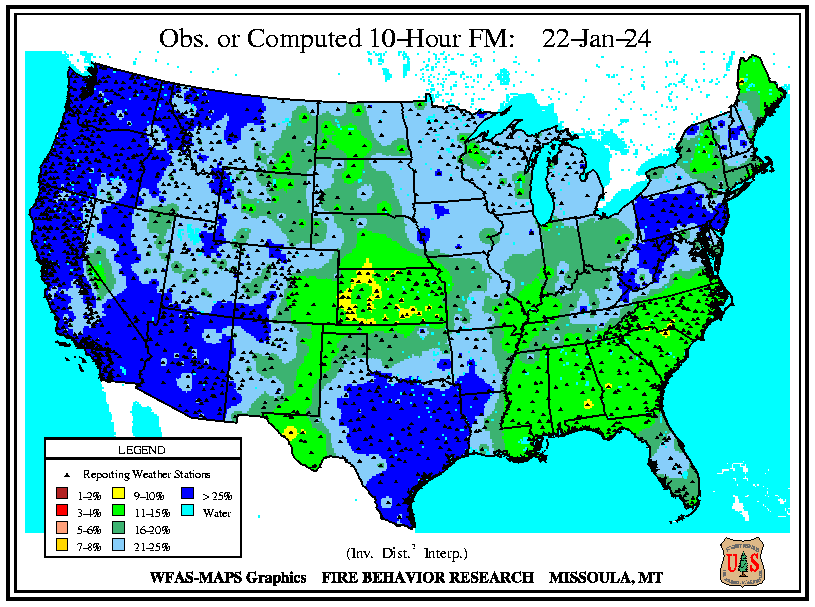 Obs. or Computed 10-Hour FM: 22-Jan-24
LEGEND
Reporting Weather Stations
1-2% 9-10% > 25%
3-4% 11-15% Water
5-6% 16-20%
7-8% 21-25%
(Inv. Dist.² Interp.)
WFAS-MAPS Graphics FIRE BEHAVIOR RESEARCH MISSOULA, MT
U S